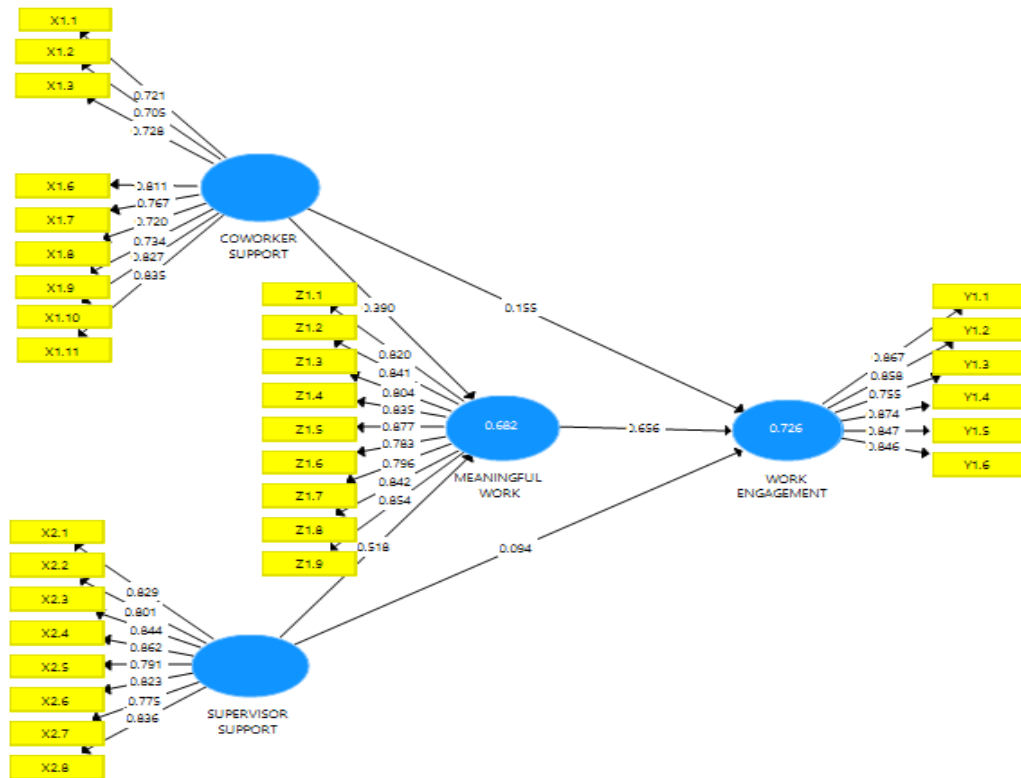 X1.1
X1.2
X1.3
0.721
0.705
0.728
X1.6
X1.7
X1.8
X1.9
X1.10
X1.11
0.811
0.767
0.720
0.734
0.827
0.835
COWORKER
SUPPORT
0.390
0.155
Z1.1
Z1.2
Z1.3
Z1.4
Z1.5
Z1.6
Z1.7
Z1.8
Z1.9
0.820
0.841
0.804
0.835
0.877
0.783
0.796
0.842
0.854
0.682
MEANINGFUL
WORK
0.656
0.726
WORK
ENGAGEMENT
0.867
0.858
0.755
0.874
0.847
0.846
Y1.1
Y1.2
Y1.3
Y1.4
Y1.5
Y1.6
0.518
0.094
X2.1
X2.2
X2.3
X2.4
X2.5
X2.6
X2.7
X2.8
0.829
0.801
0.844
0.862
0.791
0.823
0.775
0.836
SUPERVISOR
SUPPORT